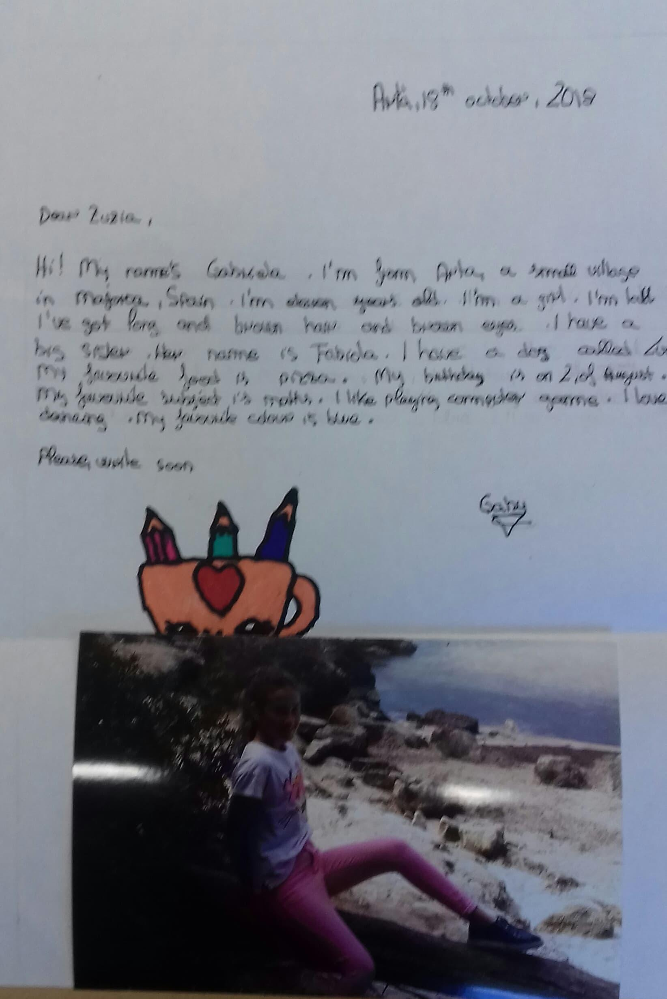 Artà, 18th october, 2018
Dear Zuzia,
Hi! My name's Gabriela. I'm from Arta, a small village
in Majorca, Spain. I'm eleven years old. I'm a girl. I'm tall
I've got long and brown hair and brown eyes. I have a
big sister. Her name is Fabiola. I have a dog called
My favourite food is pizza. My birthday is on 2, of August.
My favourite subject is maths. I like playing computer game. I love
dancing. My favourite colour is blue.
Please, write soon
Gaby